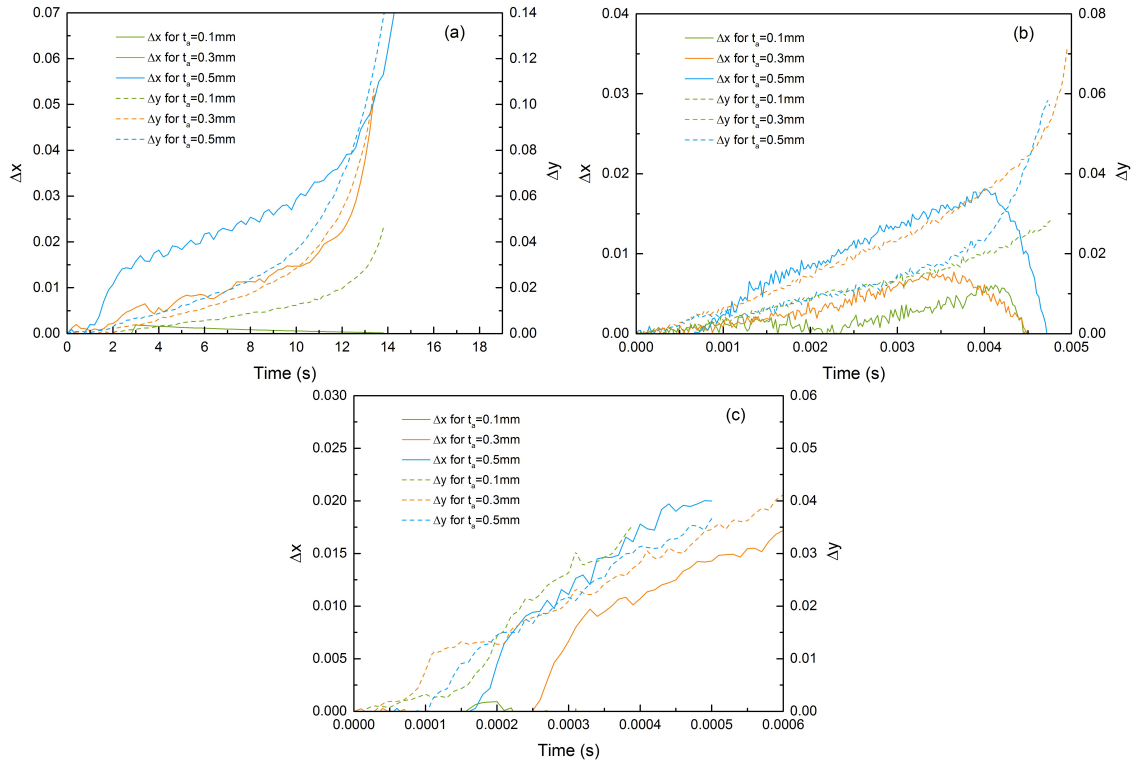 (a)
Δx for ta=0.1mm
Δx for ta=0.3mm
Δx for ta=0.5mm
Δy for ta=0.1mm
Δy for ta=0.3mm
Δy for ta=0.5mm
0.07
0.06
0.05
0.04
0.03
0.02
0.01
0.00
Δx
0.14
0.12
0.10
0.08
0.06
0.04
0.02
0.00
Δy
0 2 4 6 8 10 12 14 16 18
Time (s)
(b)
Δx for ta=0.1mm
Δx for ta=0.3mm
Δx for ta=0.5mm
Δy for ta=0.1mm
Δy for ta=0.3mm
Δy for ta=0.5mm
0.04
0.03
0.02
0.01
0.00
Δx
0.08
0.06
0.04
0.02
0.00
Δy
0.000 0.001 0.002 0.003 0.004 0.005
Time (s)
(c)
Δx for ta=0.1mm
Δx for ta=0.3mm
Δx for ta=0.5mm
Δy for ta=0.1mm
Δy for ta=0.3mm
Δy for ta=0.5mm
0.030
0.025
0.020
0.015
0.010
0.005
0.000
Δx
0.06
0.05
0.04
0.03
0.02
0.01
0.00
Δy
0.0000 0.0001 0.0002 0.0003 0.0004 0.0005 0.0006
Time (s)